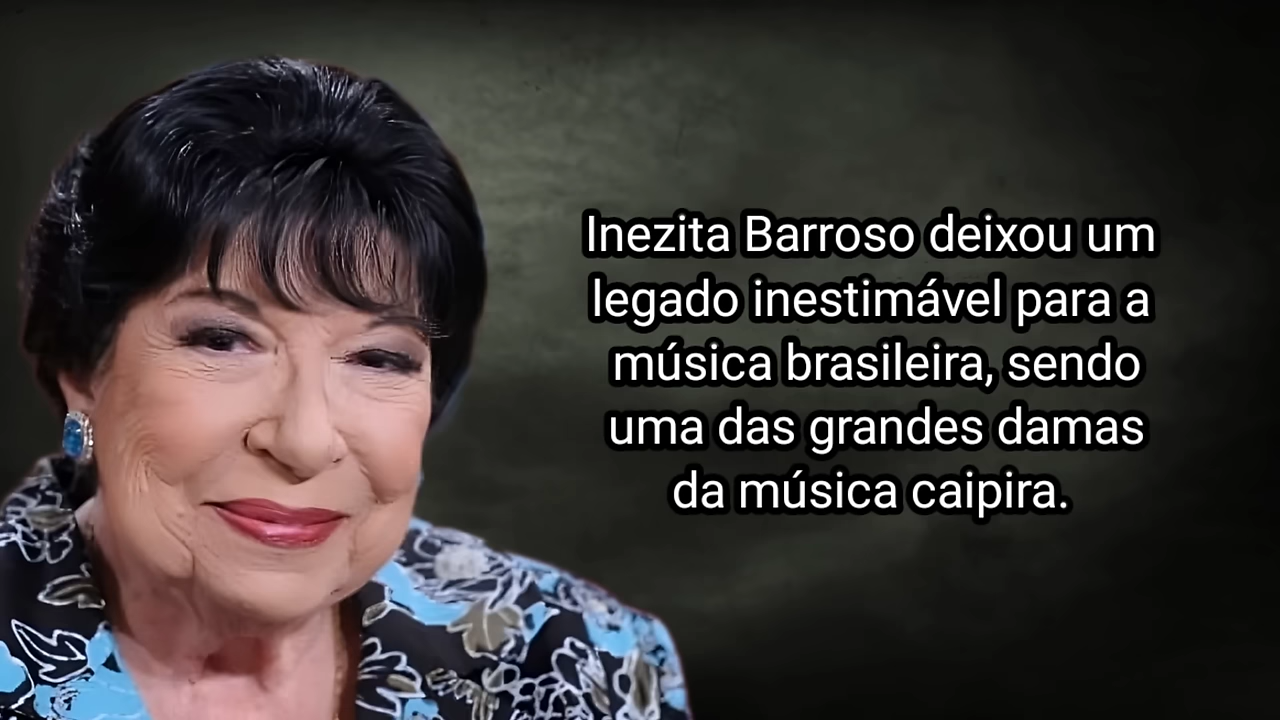 Inezita Barroso deixou um
legado inestimável para a
música brasileira, sendo
uma das grandes damas
da música caipira.